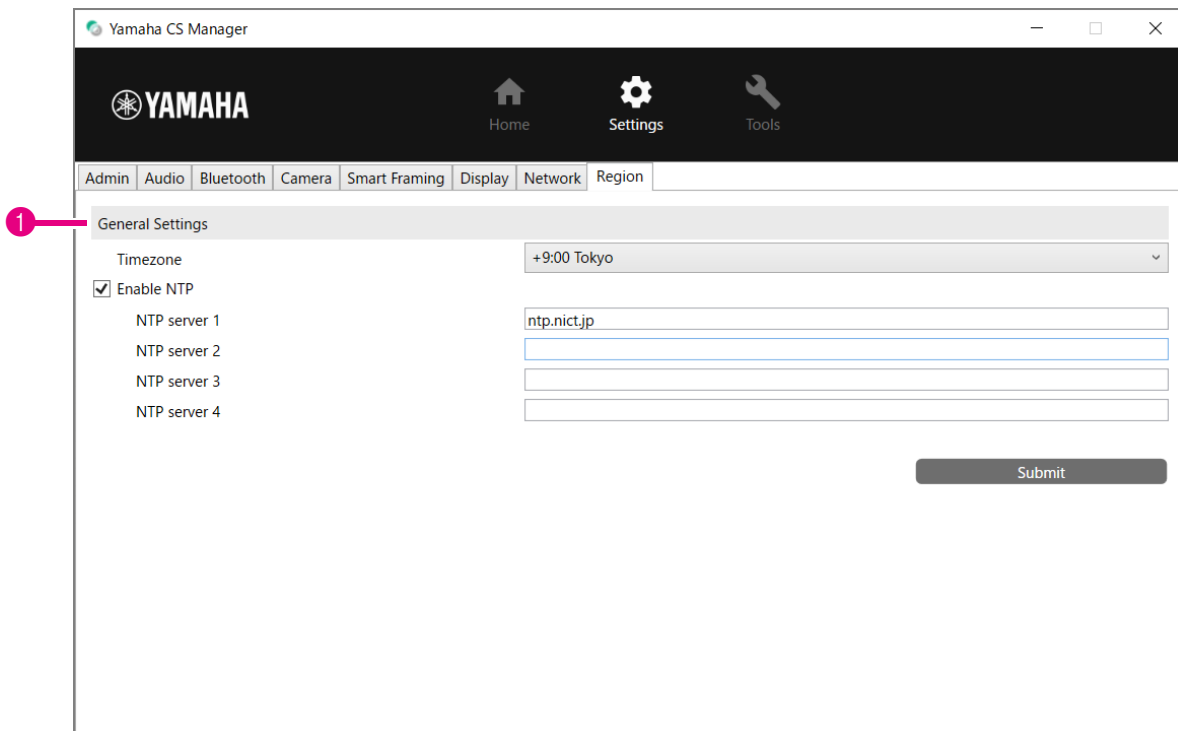 Yamaha CS Manager
YAMAHA
Home
Settings
Tools
Admin Audio Bluetooth Camera Smart Framing Display Network Region
1
General Settings
Timezone +9:00 Tokyo
Enable NTP
NTP server 1 ntp.nict.jp
NTP server 2
NTP server 3
NTP server 4
Submit